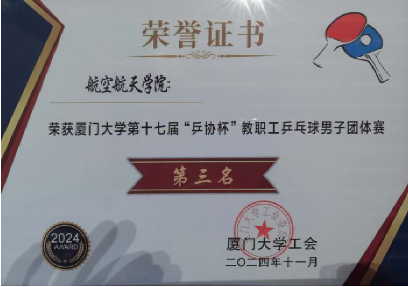 荣誉证书
航空航天学院:
荣获厦门大学第十七届“乒协杯”教职工乒乓球男子团体赛
第三名
2024
AWARD
厦门大学工会
二〇二四年十一月